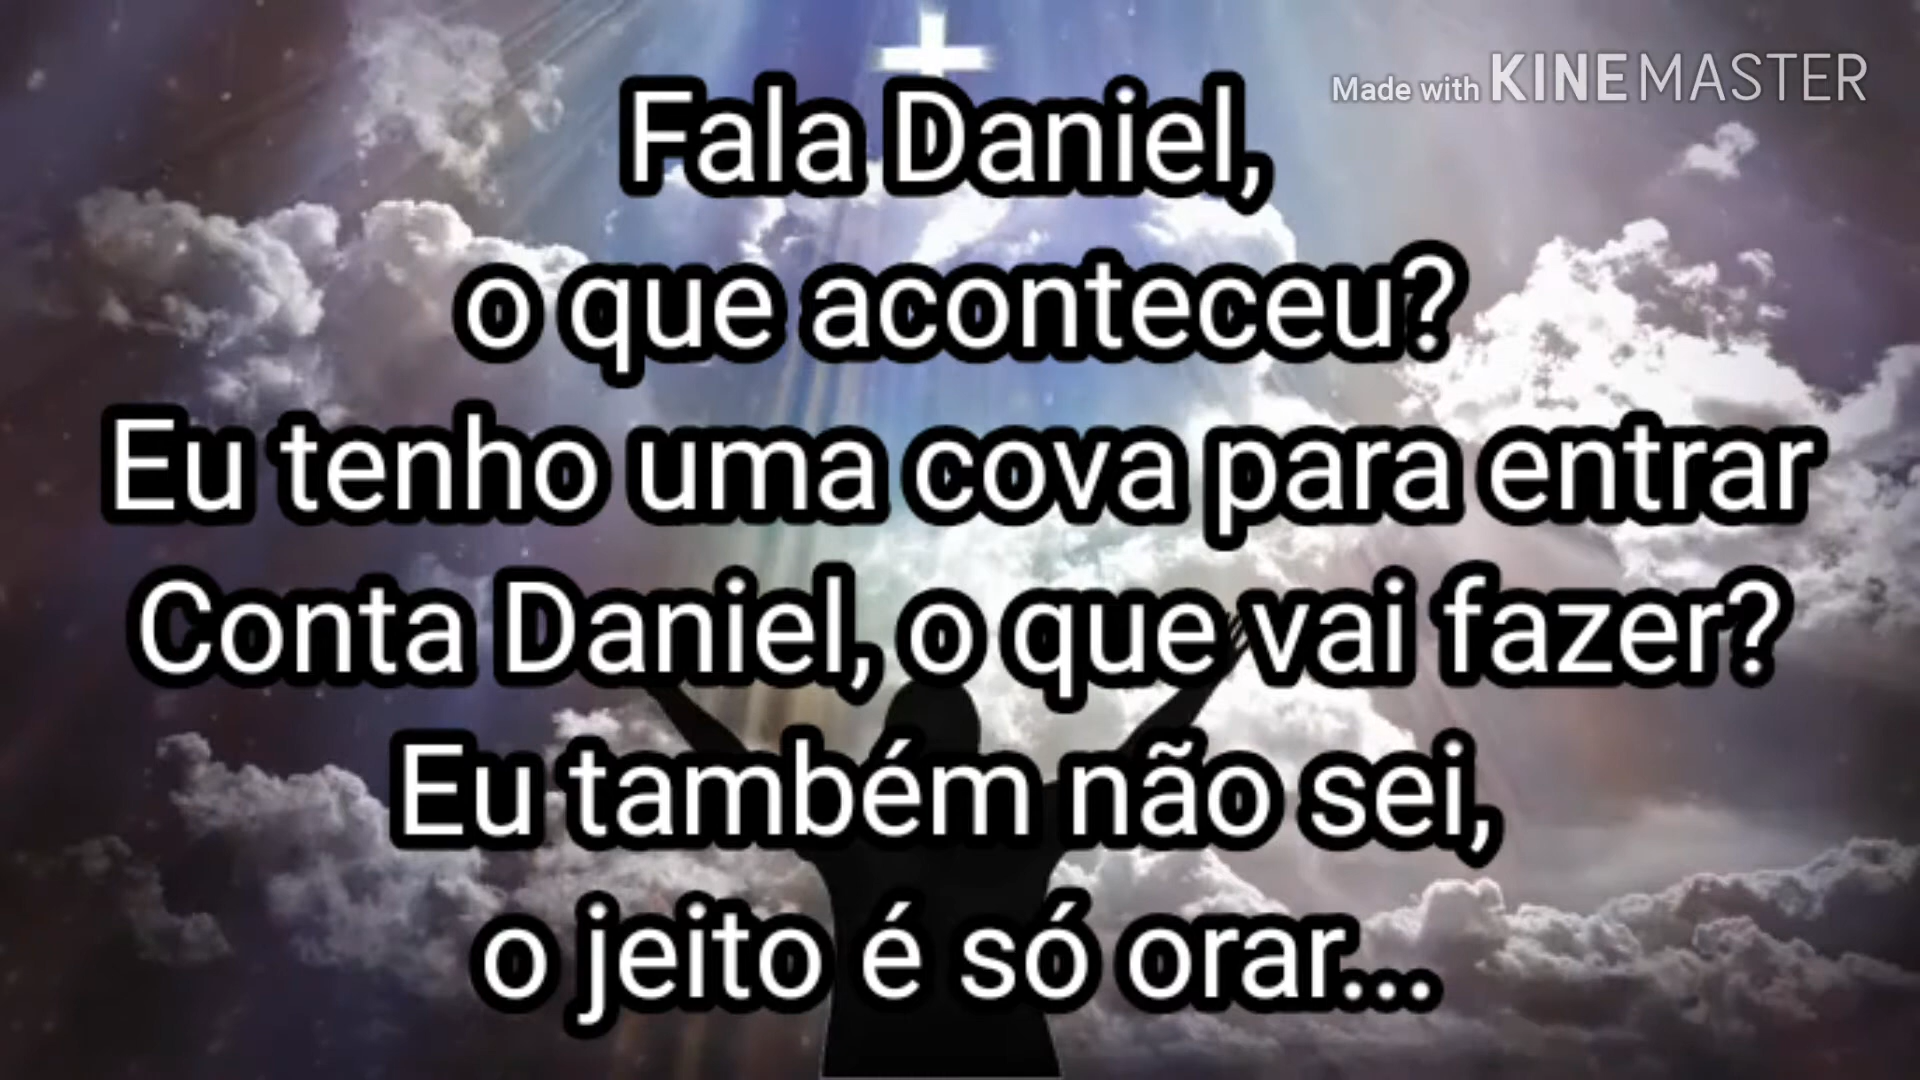 Made with KINEMASTER
Fala Daniel,
o que aconteceu?
Eu tenho uma cova para entrar
Conta Daniel, o que vai fazer?
Eu também não sei,
o jeito é só orar...